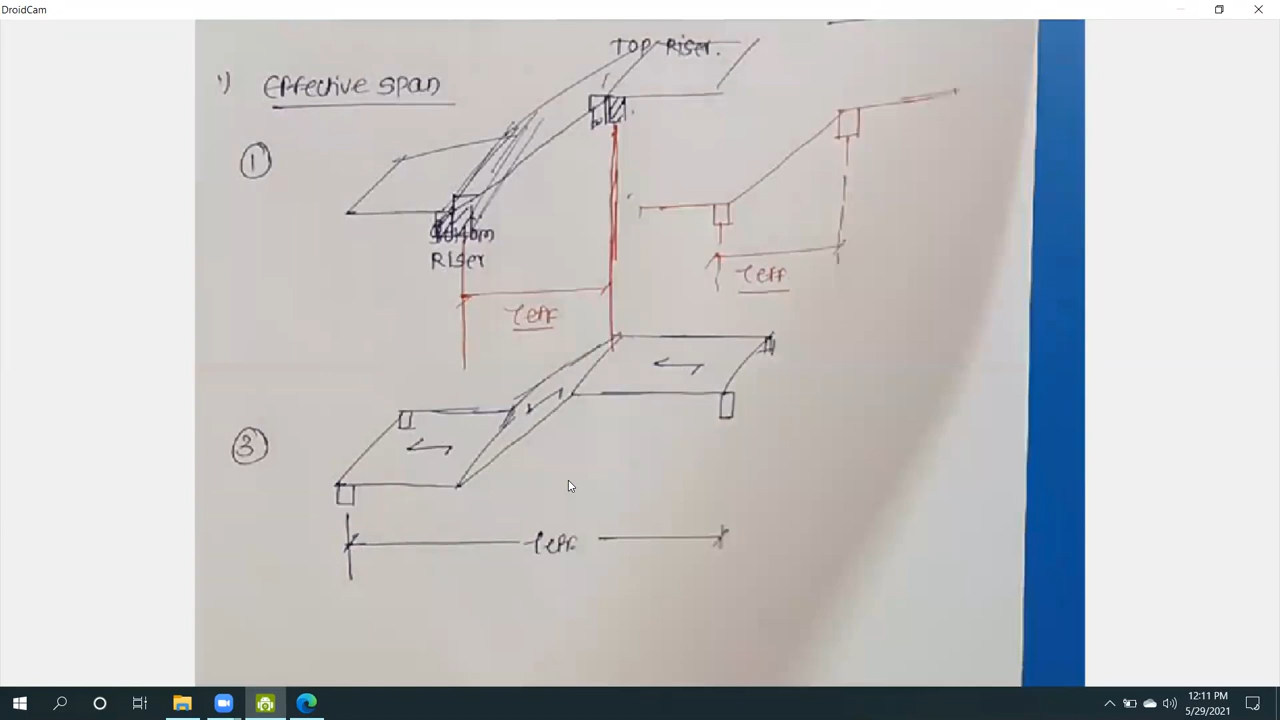 DroidCam
TOP Riser.
1) Effective span
1
Bottom
Riser
leff
leff
3
leff
12:11 PM
5/29/2021